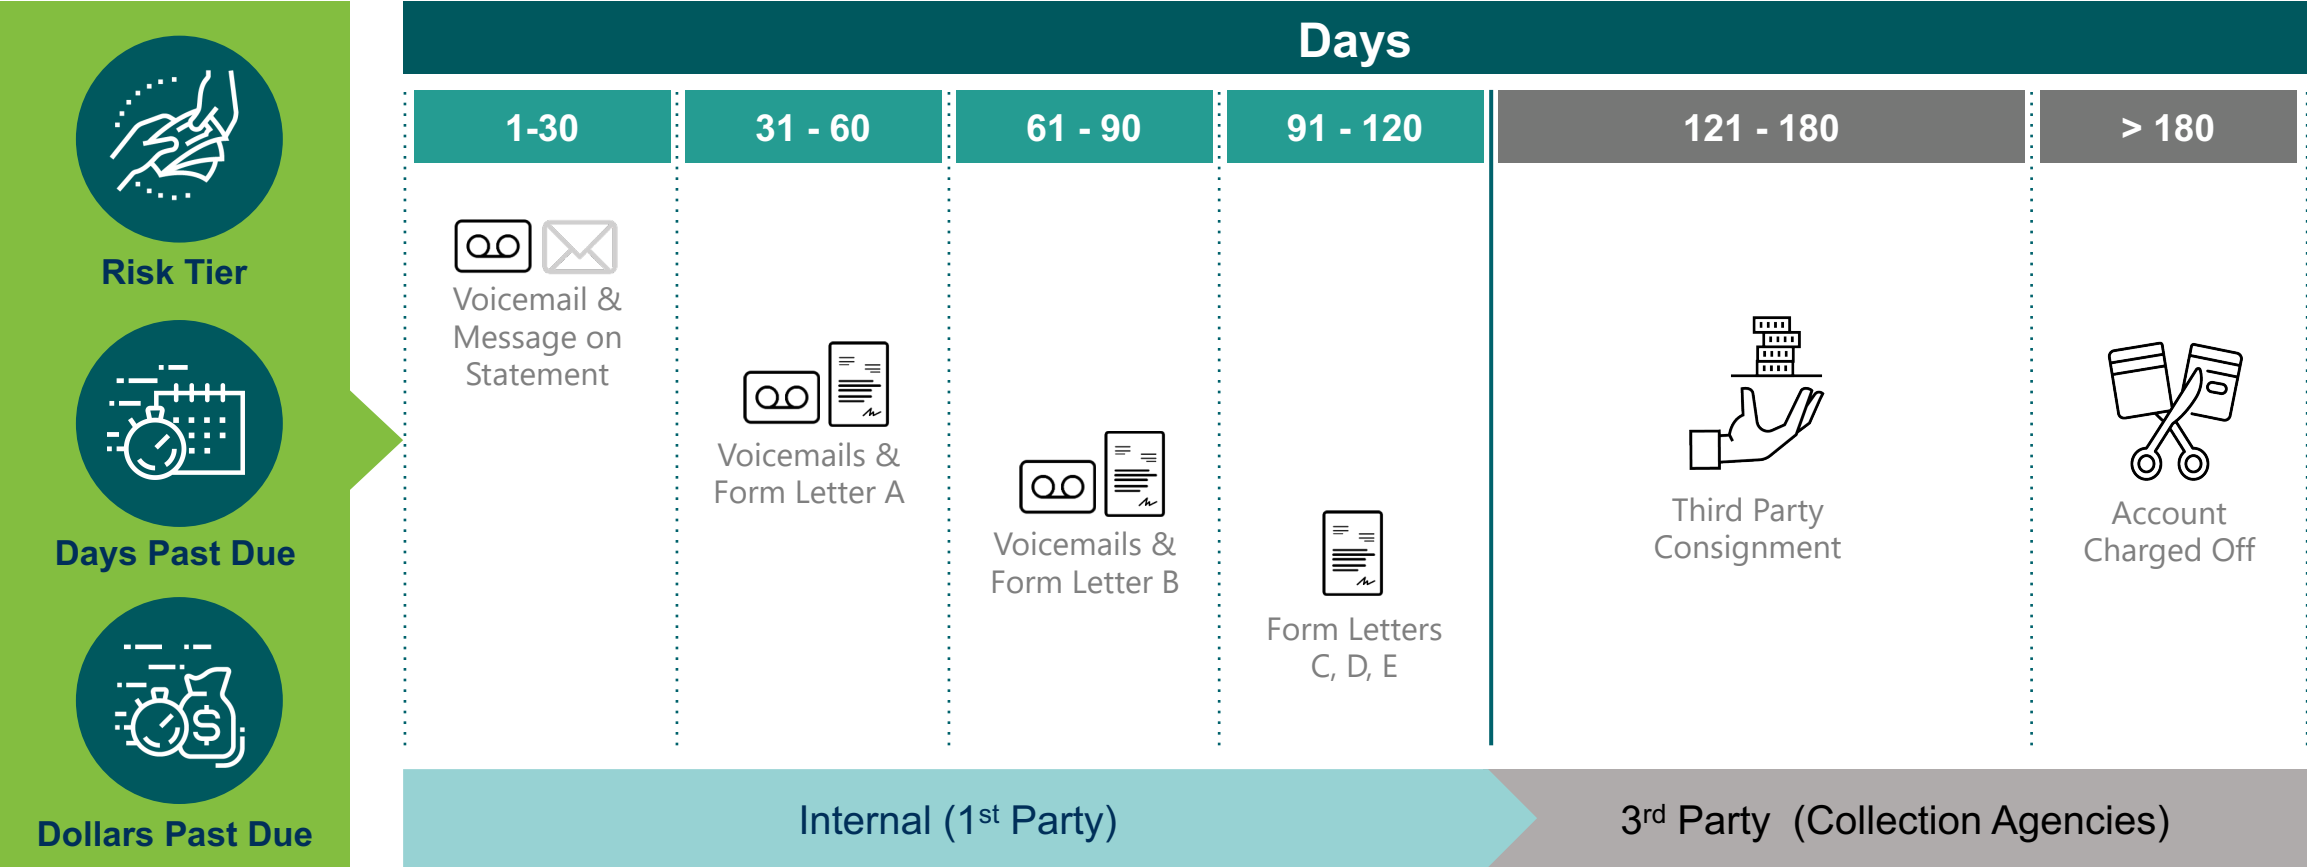 Risk Tier
Days Past Due
Dollars Past Due
Days
1-30
31 - 60
61 - 90
91 - 120
121 - 180
> 180
Voicemail &
Message on
Statement
Voicemails &
Form Letter A
Voicemails &
Form Letter B
Form Letters
C, D, E
Third Party
Consignment
Account
Charged Off
Internal (1st Party)
3rd Party (Collection Agencies)